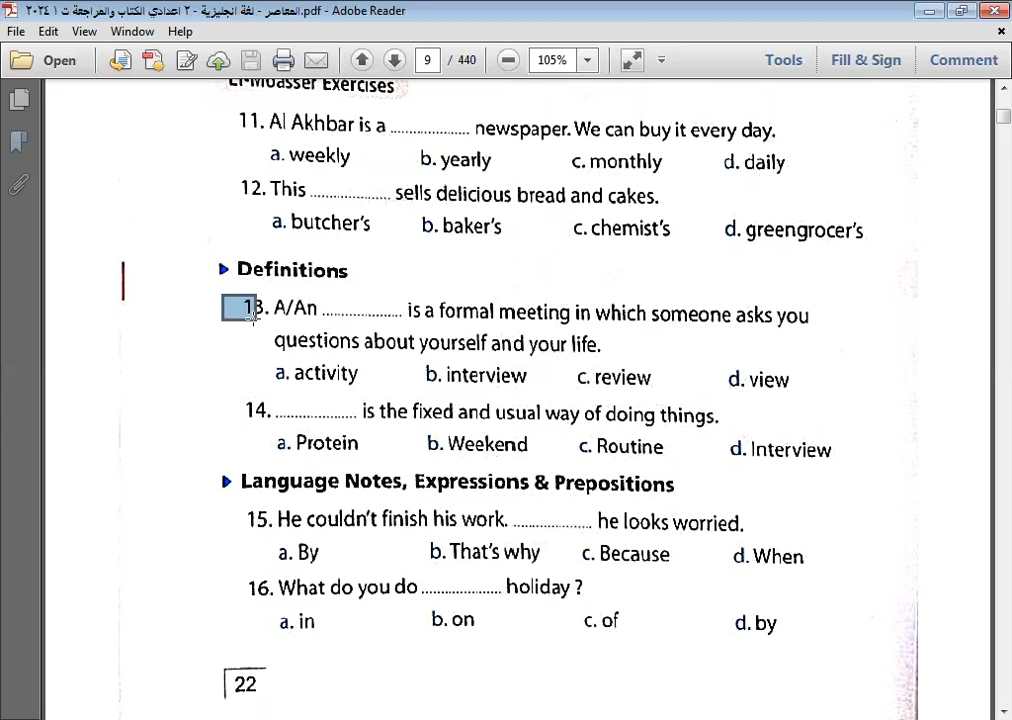 المعاصر - لغة انجليزية - ٢ اعدادي الكتاب والمراجعة ت ١ ٢٠٢٤.pdf - Adobe Reader
File Edit View Window Help
Open 9 / 440 105% Tools Fill & Sign Comment
El-Moasser Exercises
11. Al Akhbar is a .................... newspaper. We can buy it every day.
a. weekly b. yearly c. monthly d. daily
12. This .................... sells delicious bread and cakes.
a. butcher's b. baker's c. chemist's d. greengrocer's
Definitions
13. A/An .................... is a formal meeting in which someone asks you
questions about yourself and your life.
a. activity b. interview c. review d. view
14. .................... is the fixed and usual way of doing things.
a. Protein b. Weekend c. Routine d. Interview
Language Notes, Expressions & Prepositions
15. He couldn't finish his work. .................... he looks worried.
a. By b. That's why c. Because d. When
16. What do you do .................... holiday ?
a. in b. on c. of d. by
22